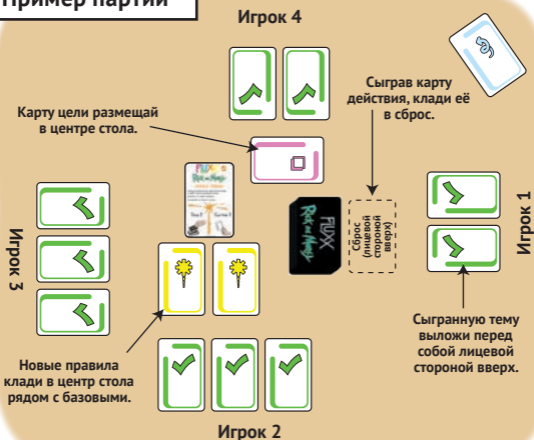 Пример партии
Игрок 4
Сыграв карту
действия, клади её
в сброс.
Карту цели размещай
в центре стола.
FLUXX
Сброс
(лицевой
стороной
вверх)
Игрок 1
Игрок 3
Сыгранную тему
выложи перед
собой лицевой
стороной вверх.
Новые правила
клади в центр стола
рядом с базовыми.
Игрок 2